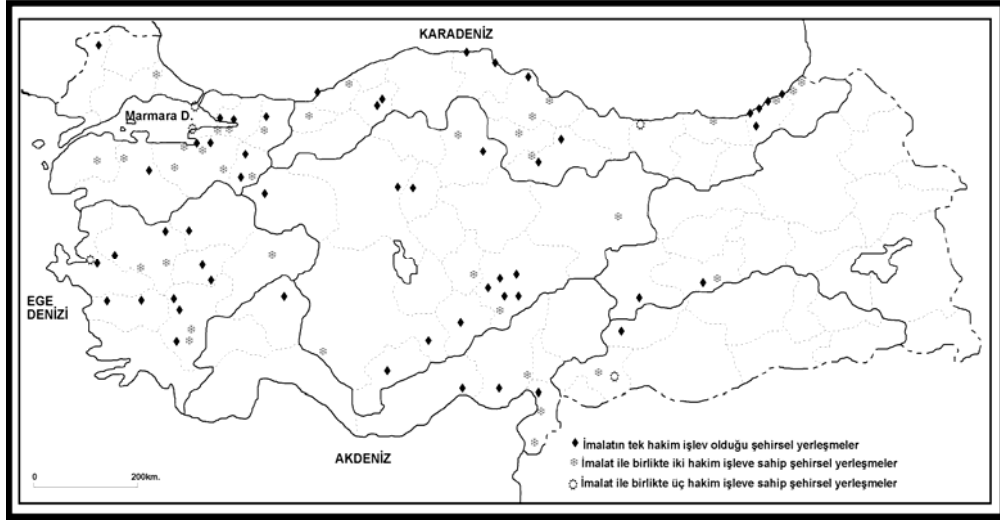 KARADENİZ
Marmara D.
EGE
DENİZİ
AKDENİZ
İmalatın tek hakim işlev olduğu şehirsel yerleşmeler
İmalat ile birlikte iki hakim işleve sahip şehirsel yerleşmeler
İmalat ile birlikte üç hakim işleve sahip şehirsel yerleşmeler
0 200km.